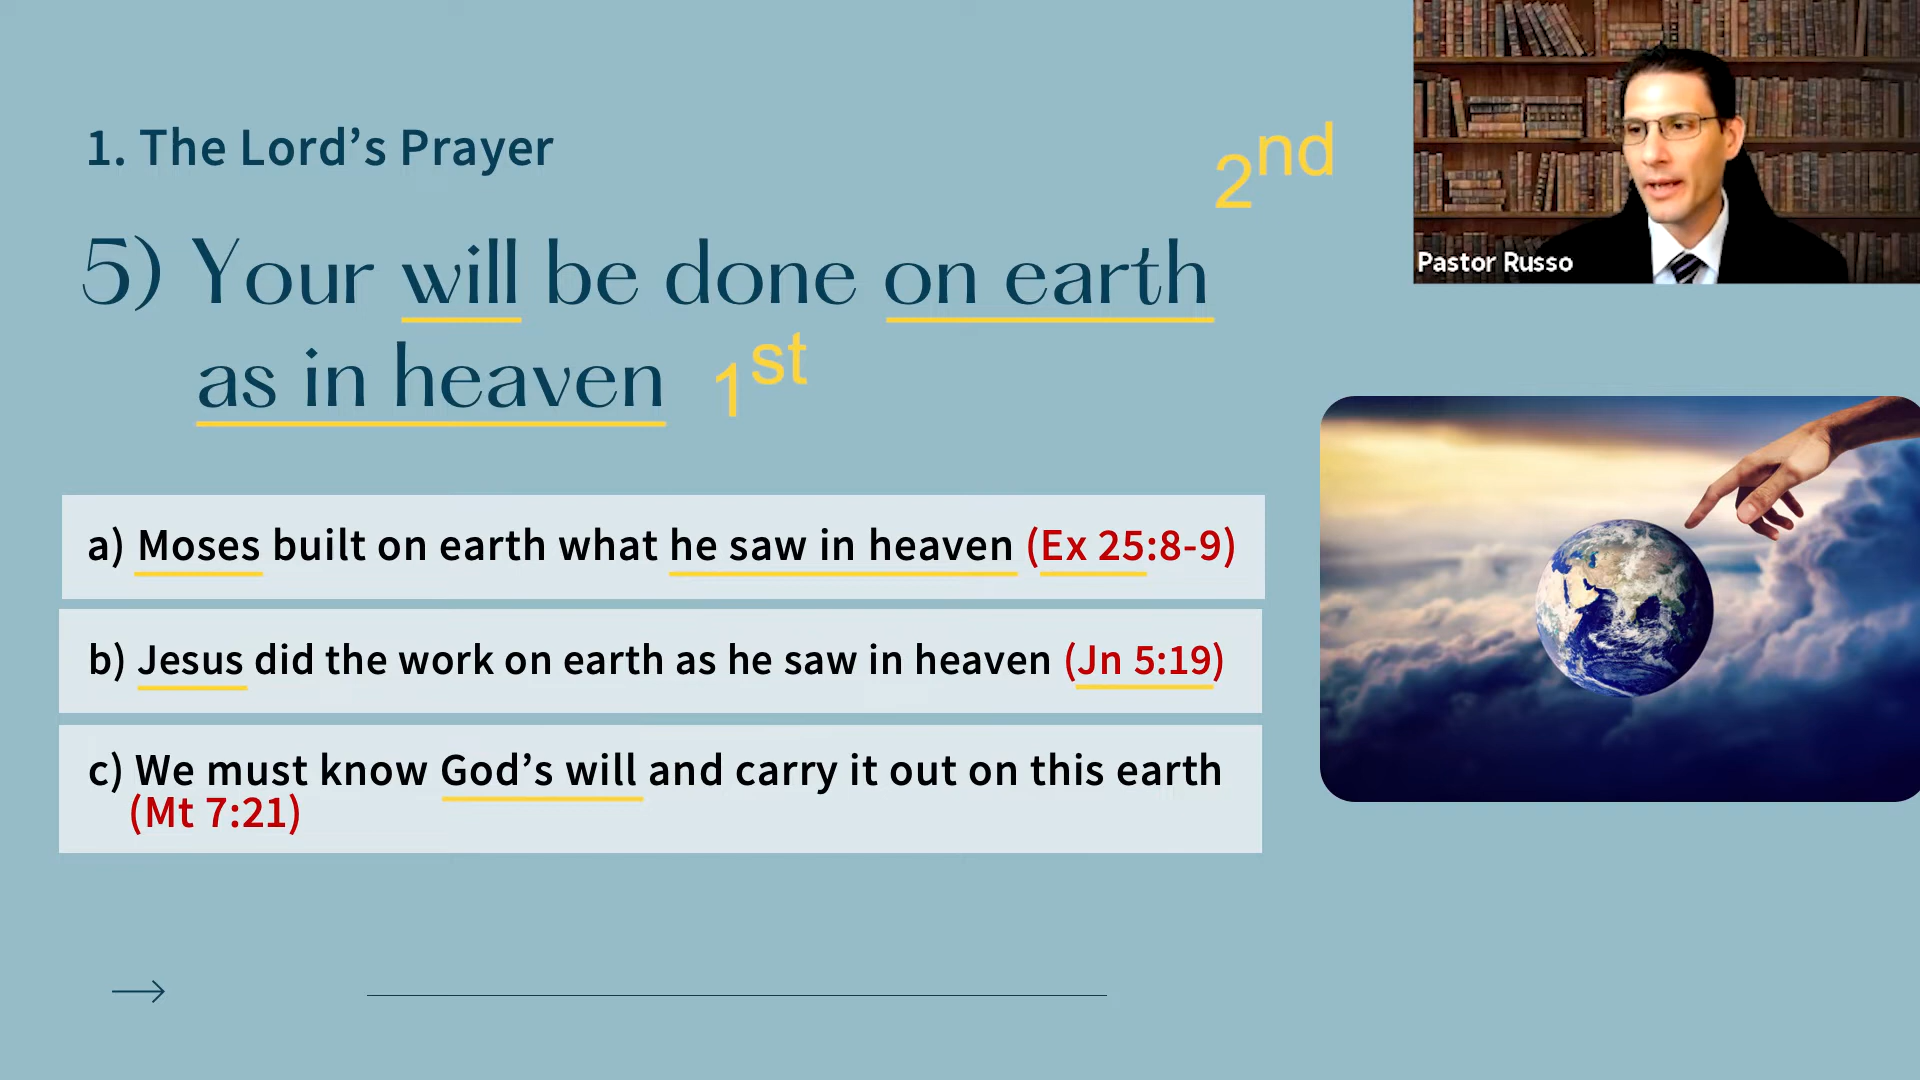 1. The Lord’s Prayer
2nd
5) Your will be done on earth
as in heaven 1st
a) Moses built on earth what he saw in heaven (Ex 25:8-9)
b) Jesus did the work on earth as he saw in heaven (Jn 5:19)
c) We must know God’s will and carry it out on this earth
(Mt 7:21)
Pastor Russo